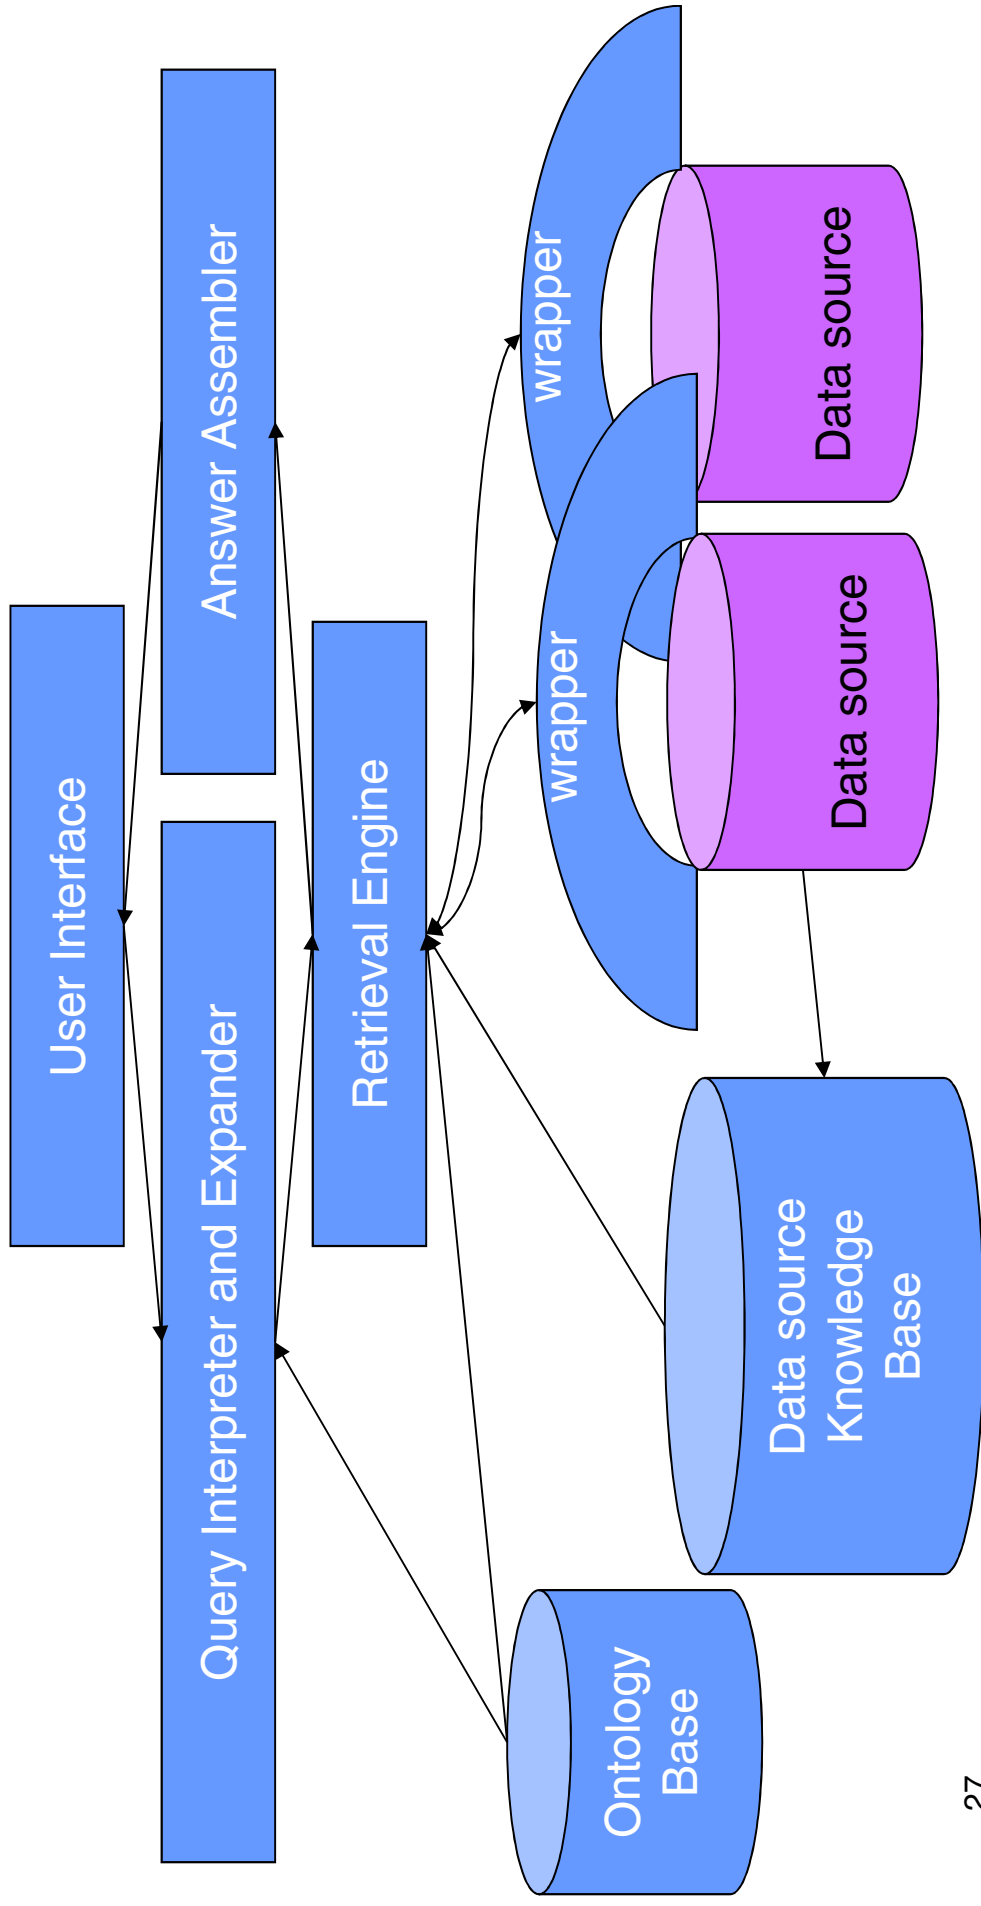 User Interface
Query Interpreter and Expander
Answer Assembler
Retrieval Engine
wrapper
wrapper
Ontology
Base
Data source
Knowledge
Base
Data source
Data source
27